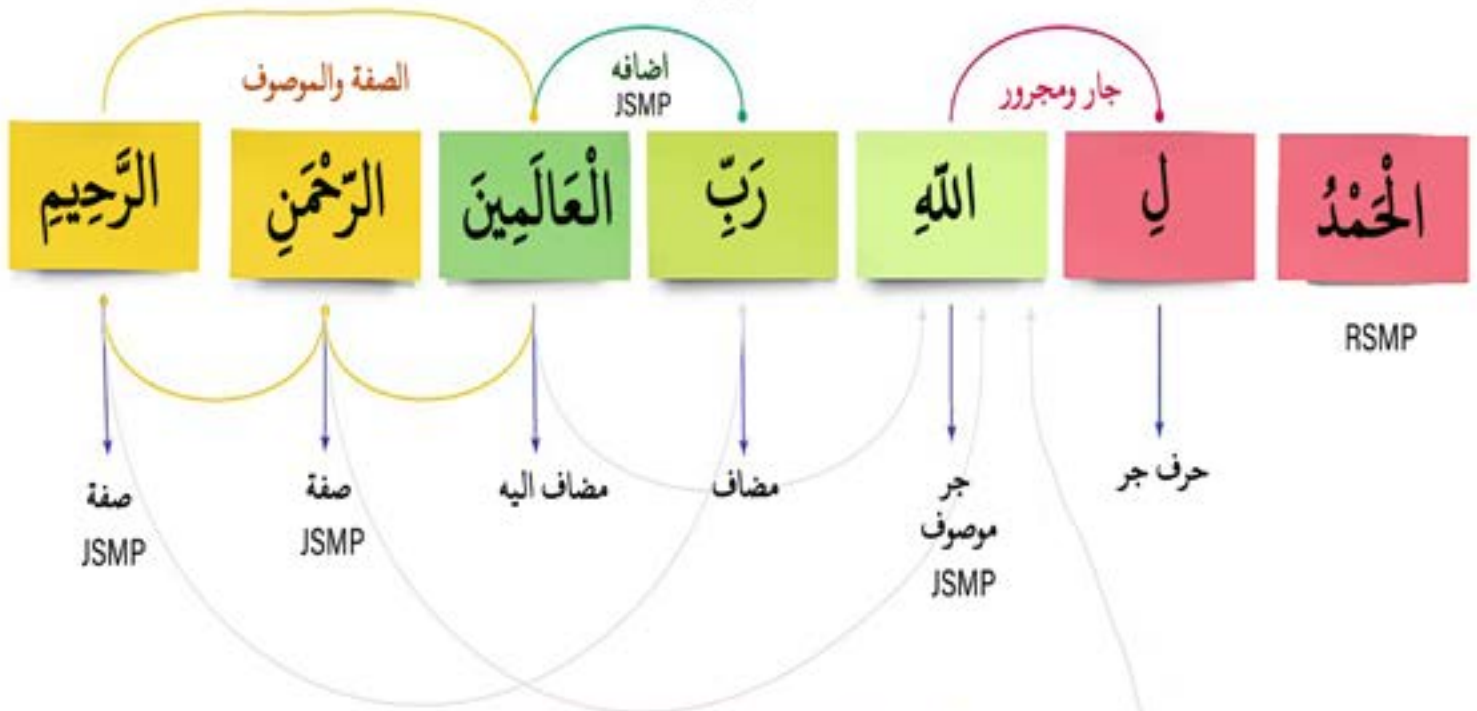 جار ومجرور
اضافه
JSMP
الصفة والموصوف
الْحَمْدُ
لِ
اللّٰهِ
رَبِّ
الْعَالَمِينَ
الرَّحْمَنِ
الرَّحِيمِ
RSMP
حرف جر
جر
موصوف
JSMP
مضاف
مضاف اليه
صفة
JSMP
صفة
JSMP